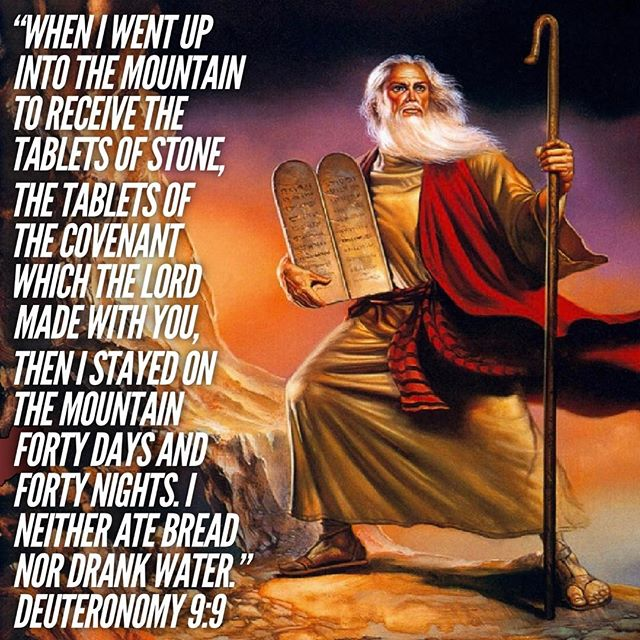 “WHEN I WENT UP
INTO THE MOUNTAIN
TO RECEIVE THE
TABLETS OF STONE,
THE TABLETS OF
THE COVENANT
WHICH THE LORD
MADE WITH YOU,
THEN I STAYED ON
THE MOUNTAIN
FORTY DAYS AND
FORTY NIGHTS. I
NEITHER ATE BREAD
NOR DRANK WATER.”
DEUTERONOMY 9:9